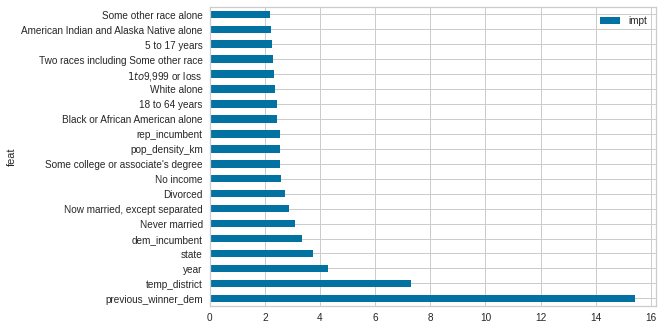 Some other race alone
impt
American Indian and Alaska Native alone
5 to 17 years
Two races including Some other race
1to9,999 or loss
White alone
18 to 64 years
Black or African American alone
rep_incumbent
pop_density_km
Some college or associate's degree
feat
No income
Divorced
Now married, except separated
Never married
dem_incumbent
state
year
temp_district
previous_winner_dem
0 2 4 6 8 10 12 14 16